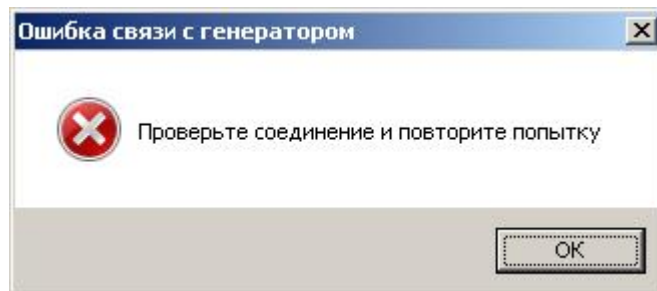 Ошибка связи с генератором
Проверьте соединение и повторите попытку
OK